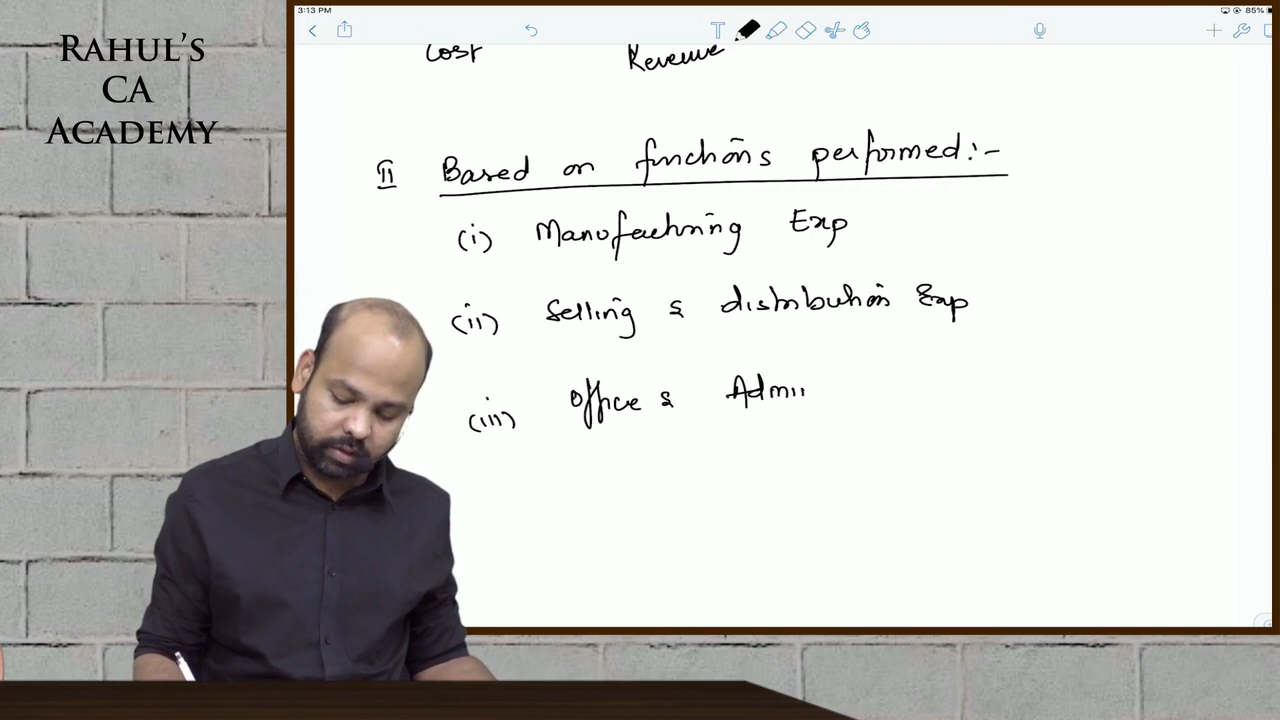 RAHUL'S
CA
ACADEMY
3:13 PM
85%
T
Cost Revenue
II Based on functions performed:-
(i) Manufacturing Exp
(ii) Selling & distribution Exp
(iii) Office & Admi